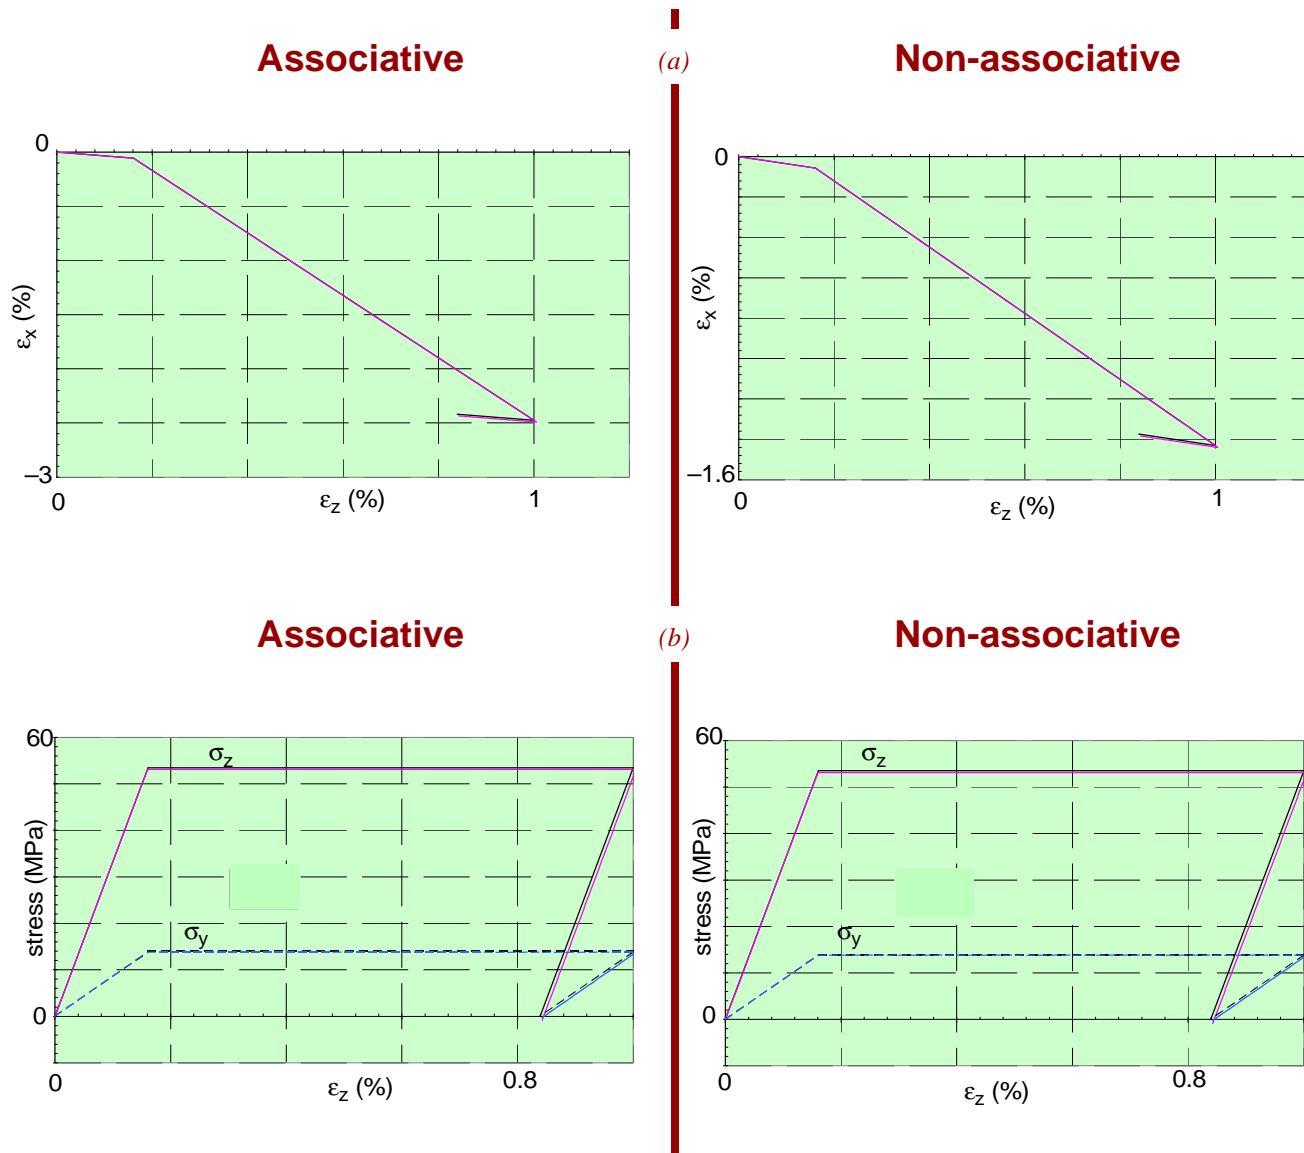 Associative
(a)
Non-associative
0
εx (%)
–3
0
εz (%)
1
0
εx (%)
–1.6
0
εz (%)
1
Associative
(b)
Non-associative
60
σz
stress (MPa)
σy
0
0
εz (%)
0.8
60
σz
stress (MPa)
σy
0
0
εz (%)
0.8